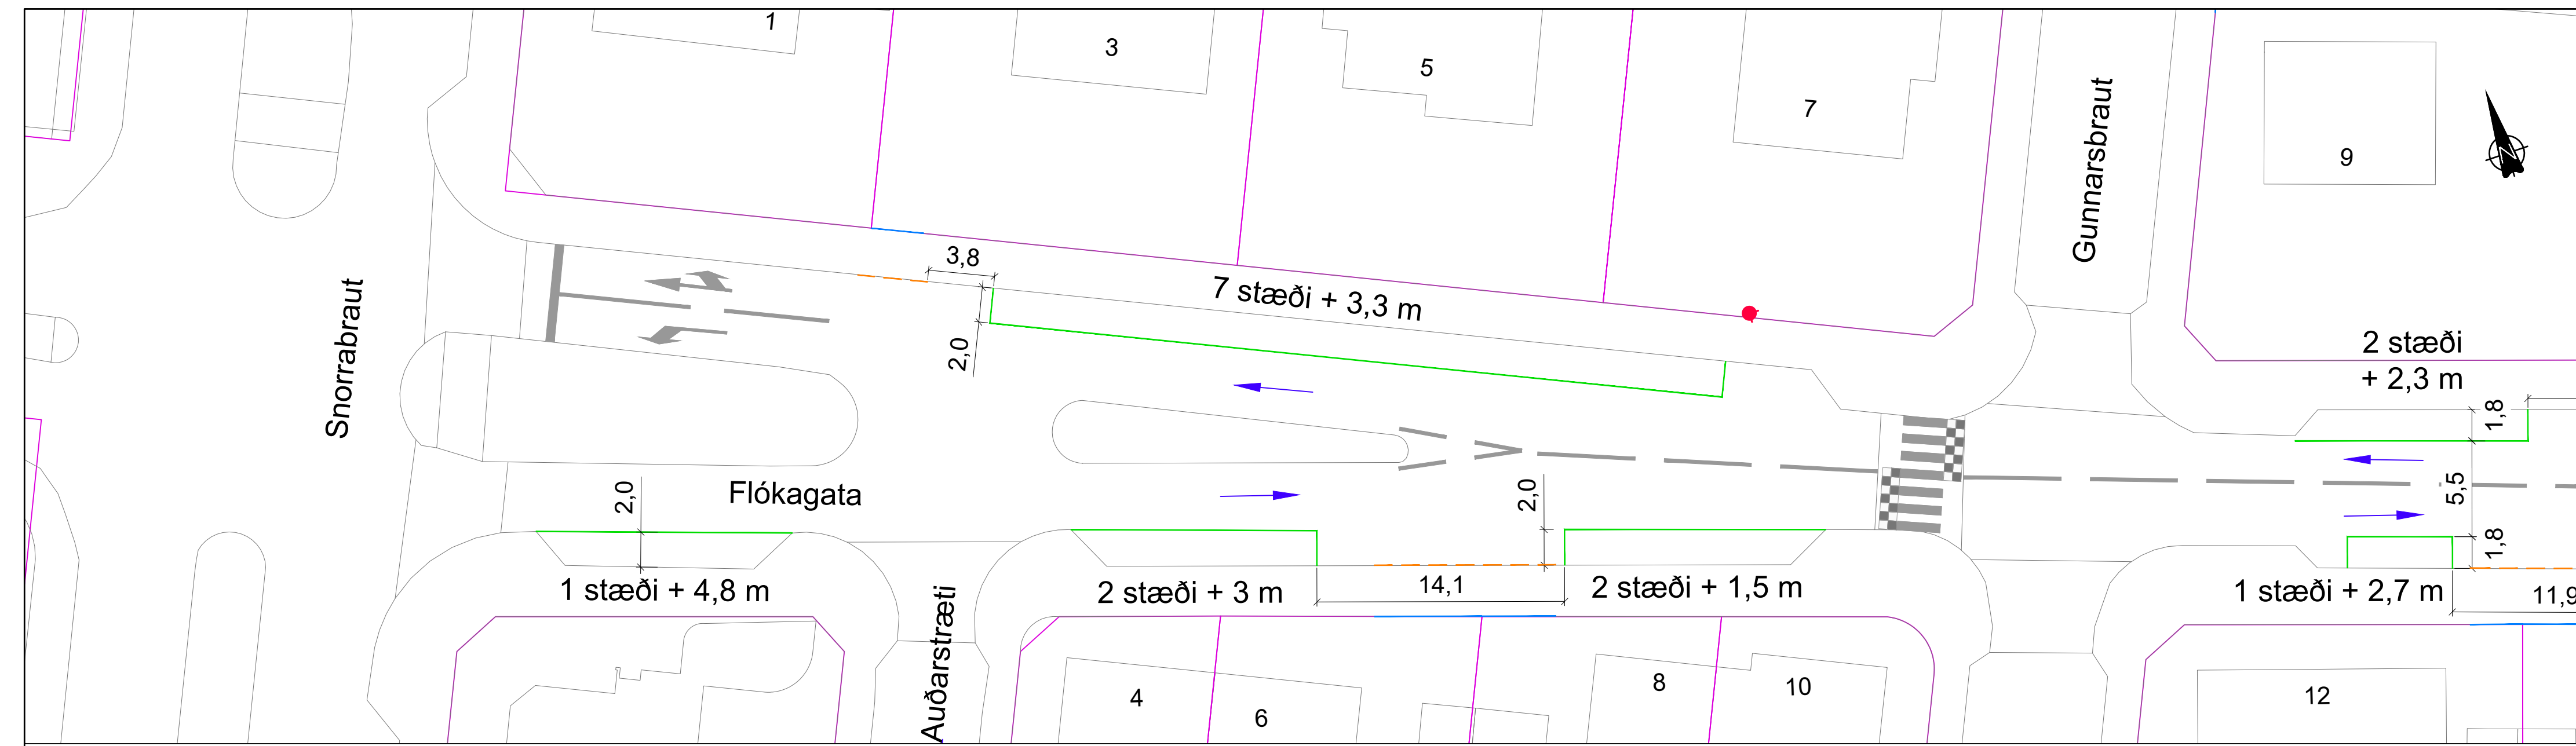 1
3
5
7
9
Gunnarsbraut
Snorrabraut
3,8
7 stæði + 3,3 m
2,0
2 stæði
+ 2,3 m
1,8
5,5
1,8
Flókagata
2,0
2,0
1 stæði + 4,8 m
2 stæði + 3 m
14,1
2 stæði + 1,5 m
1 stæði + 2,7 m
11,9
Auðarstræti
4
6
8
10
12